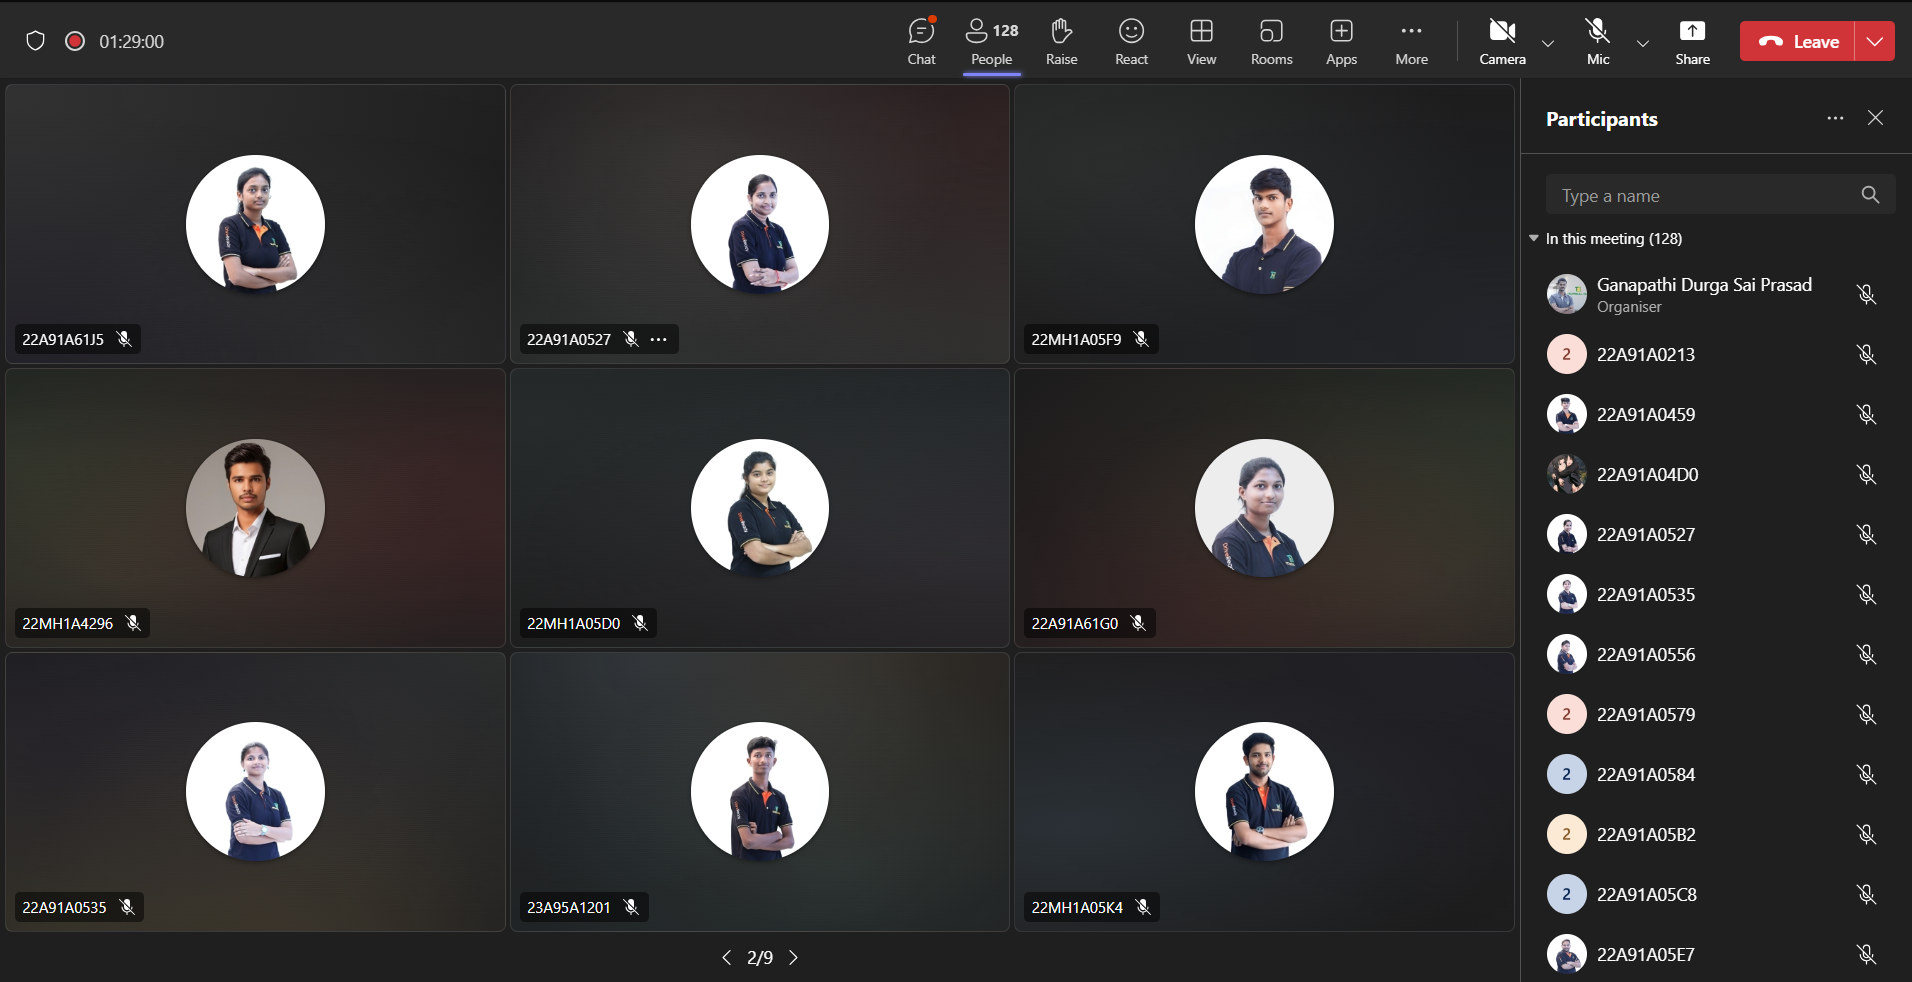 01:29:00
Chat
128
People
Raise
React
View
Rooms
Apps
More
Camera
Mic
Share
Leave
22A91A61J5
22A91A0527
22MH1A05F9
22MH1A4296
22MH1A05D0
22A91A61G0
22A91A0535
23A95A1201
22MH1A05K4
2/9
Participants
Type a name
In this meeting (128)
Ganapathi Durga Sai Prasad
Organiser
2 22A91A0213
22A91A0459
22A91A04D0
22A91A0527
22A91A0535
22A91A0556
2 22A91A0579
2 22A91A0584
2 22A91A05B2
2 22A91A05C8
22A91A05E7